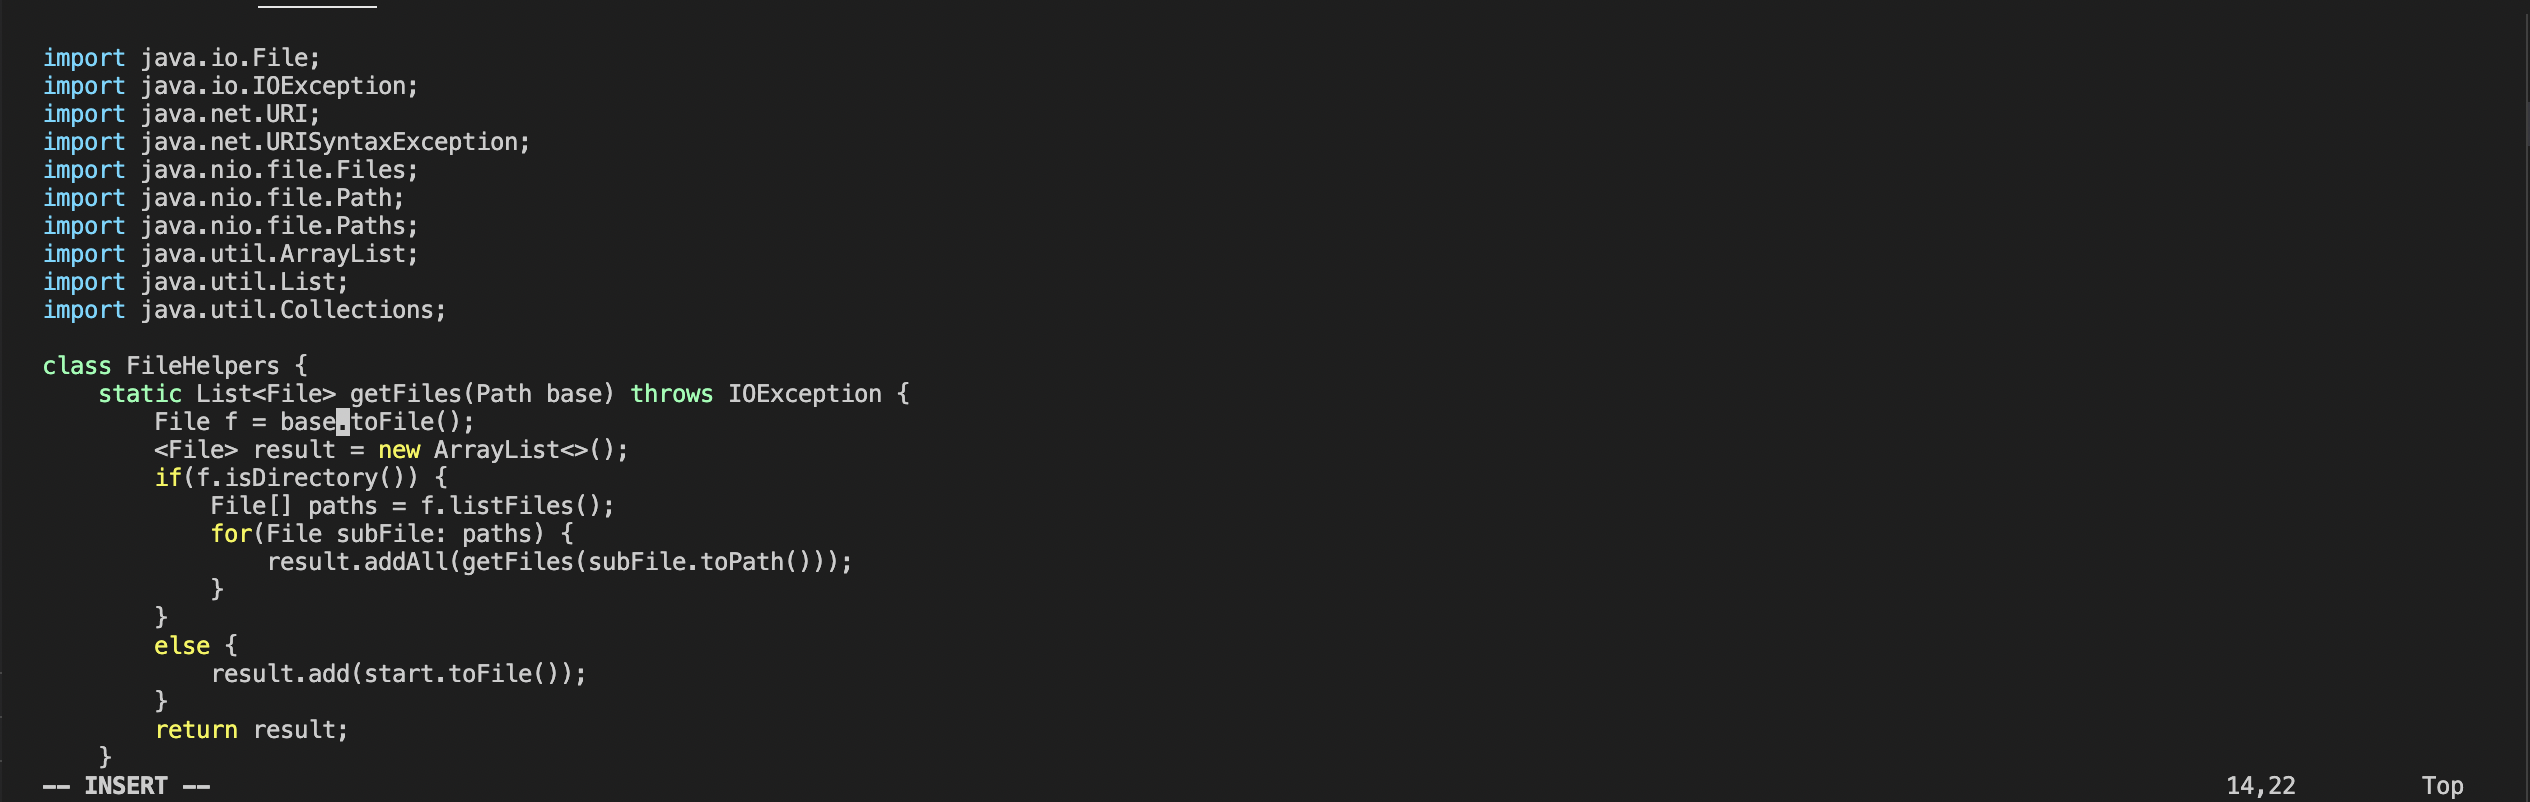 import java.io.File;
import java.io.IOException;
import java.net.URI;
import java.net.URISyntaxException;
import java.nio.file.Files;
import java.nio.file.Path;
import java.nio.file.Paths;
import java.util.ArrayList;
import java.util.List;
import java.util.Collections;

class FileHelpers {
    static List<File> getFiles(Path base) throws IOException {
        File f = base.toFile();
        <File> result = new ArrayList<>();
        if(f.isDirectory()) {
            File[] paths = f.listFiles();
            for(File subFile: paths) {
                result.addAll(getFiles(subFile.toPath()));
            }
        }
        else {
            result.add(start.toFile());
        }
        return result;
    }
-- INSERT -- 14,22 Top